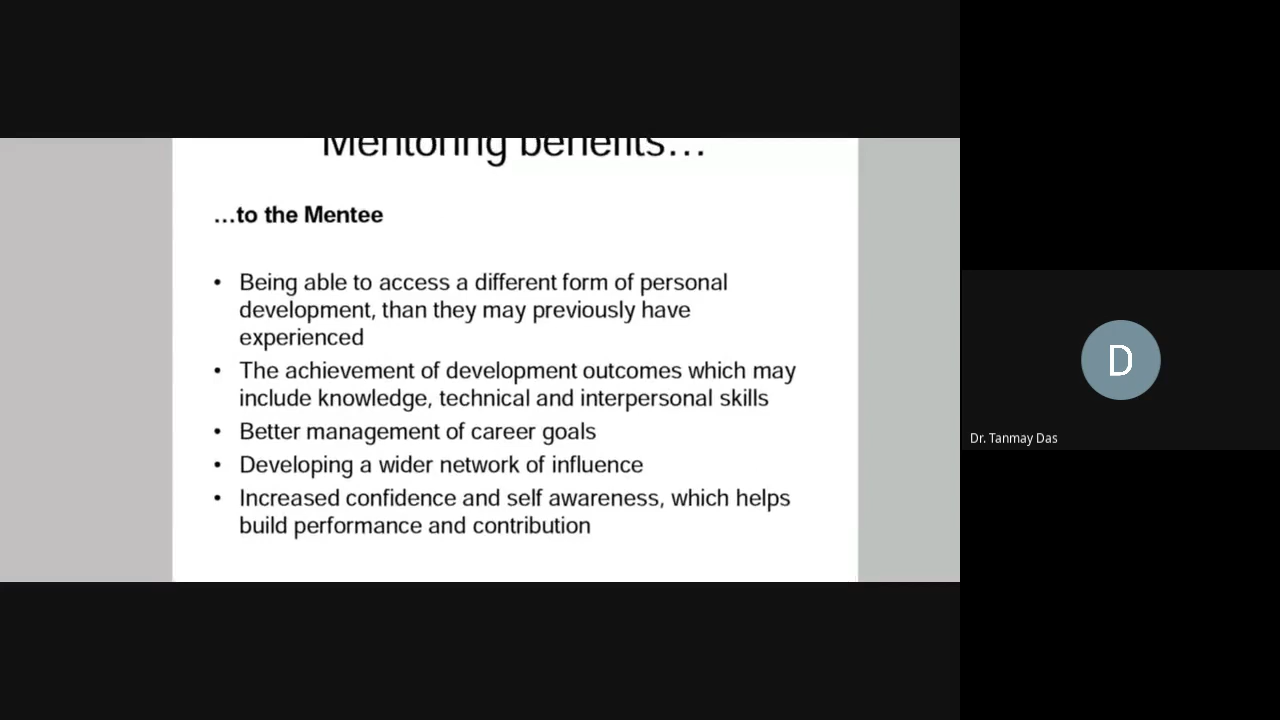 Mentoring benefits…
…to the Mentee
• Being able to access a different form of personal
development, than they may previously have
experienced
• The achievement of development outcomes which may
include knowledge, technical and interpersonal skills
• Better management of career goals
• Developing a wider network of influence
• Increased confidence and self awareness, which helps
build performance and contribution
D
Dr. Tanmay Das